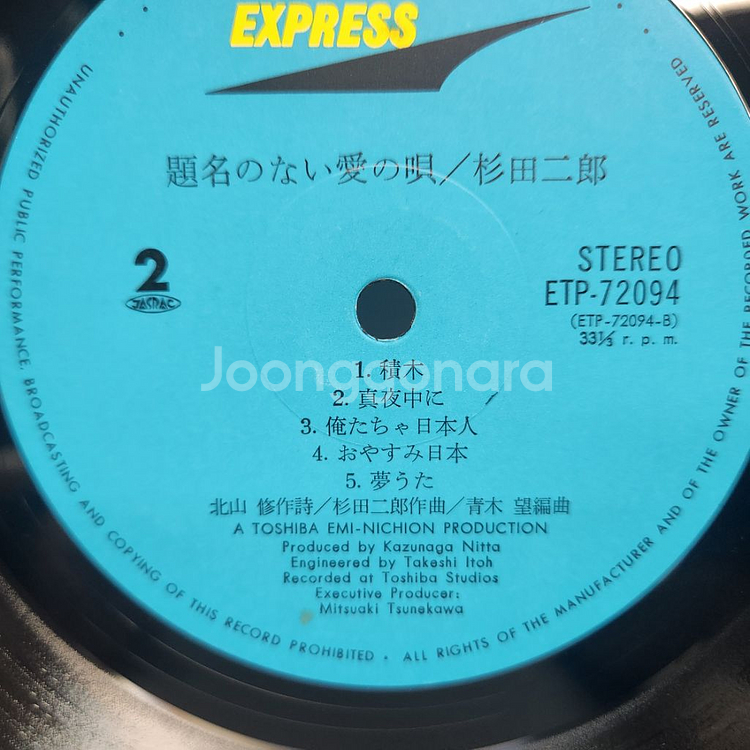 EXPRESS
題名のない愛の唄／杉田二郎
2
JASRAC
STEREO
ETP-72094
(ETP-72094-B)
33⅓ r. p. m.
Joonggonara
1. 積木
2. 真夜中に
3. 俺たちゃ日本人
4. おやすみ日本
5. 夢うた
北山 修作詩／杉田二郎作曲／青木 望編曲
A TOSHIBA EMI-NICHION PRODUCTION
Produced by Kazunaga Nitta
Engineered by Takeshi Itoh
Recorded at Toshiba Studios
Executive Producer:
Mitsuaki Tsunekawa
UNAUTHORIZED PUBLIC PERFORMANCE, BROADCASTING AND COPYING OF THIS RECORD PROHIBITED . ALL RIGHTS OF THE MANUFACTURER AND OF THE OWNER OF THE RECORDED WORK ARE RESERVED